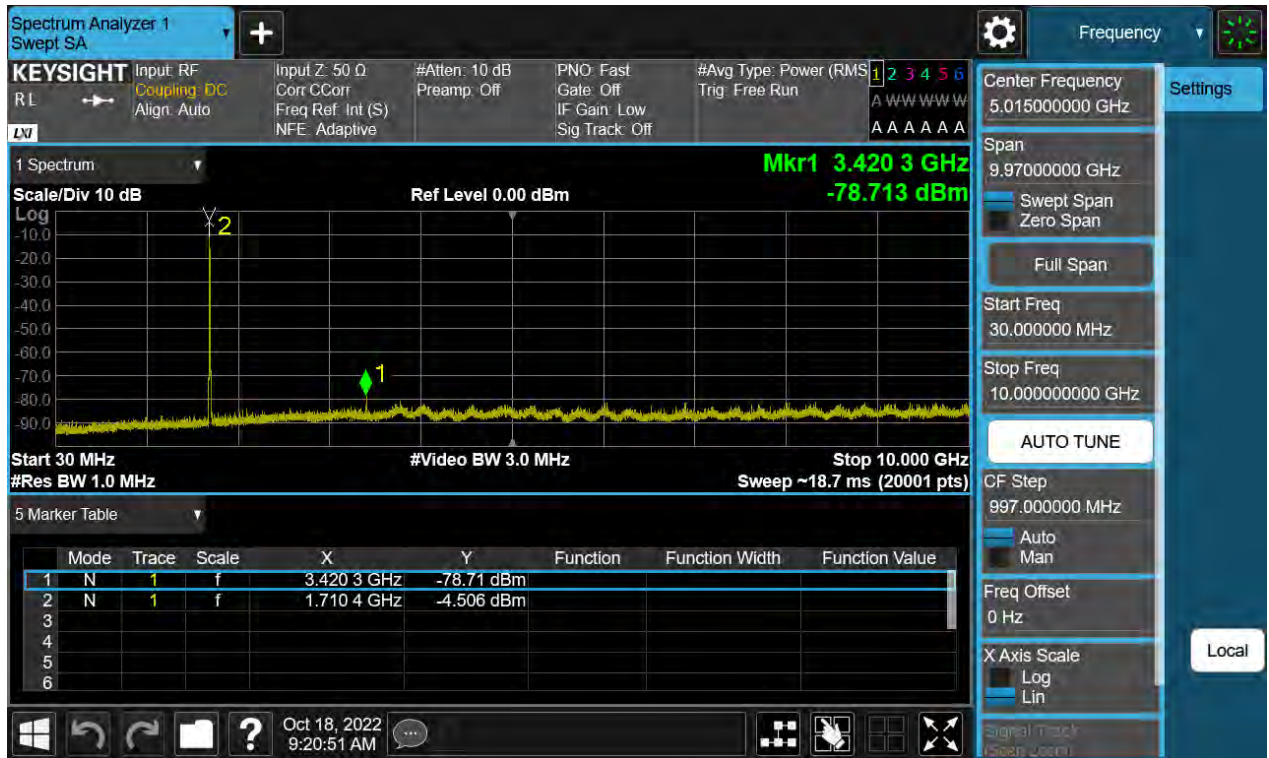 Spectrum Analyzer 1
Swept SA
+
Frequency
KEYSIGHT
RL
LXI
Input: RF
Coupling: DC
Align: Auto
Input Z: 50 Ω
Corr CCorr
Freq Ref: Int (S)
NFE: Adaptive
#Atten: 10 dB
Preamp: Off
PNO: Fast
Gate: Off
IF Gain: Low
Sig Track: Off
#Avg Type: Power (RMS
Trig: Free Run
1 2 3 4 5 6
A W W W W W
A A A A A A
Center Frequency
5.015000000 GHz
Settings
Span
9.97000000 GHz
Swept Span
Zero Span
Full Span
Start Freq
30.000000 MHz
Stop Freq
10.000000000 GHz
AUTO TUNE
CF Step
997.000000 MHz
Auto
Man
Freq Offset
0 Hz
X Axis Scale
Log
Lin
Signal Track
(Span Zoom)
Local
1 Spectrum
Mkr1 3.420 3 GHz
Scale/Div 10 dB
Ref Level 0.00 dBm
-78.713 dBm
Log
2
-10.0
-20.0
-30.0
-40.0
-50.0
-60.0
-70.0
1
-80.0
-90.0
Start 30 MHz
#Video BW 3.0 MHz
Stop 10.000 GHz
#Res BW 1.0 MHz
Sweep ~18.7 ms (20001 pts)
5 Marker Table
Mode Trace Scale X Y Function Function Width Function Value
1 N 1 f 3.420 3 GHz -78.71 dBm
2 N 1 f 1.710 4 GHz -4.506 dBm
3
4
5
6
?
Oct 18, 2022
9:20:51 AM